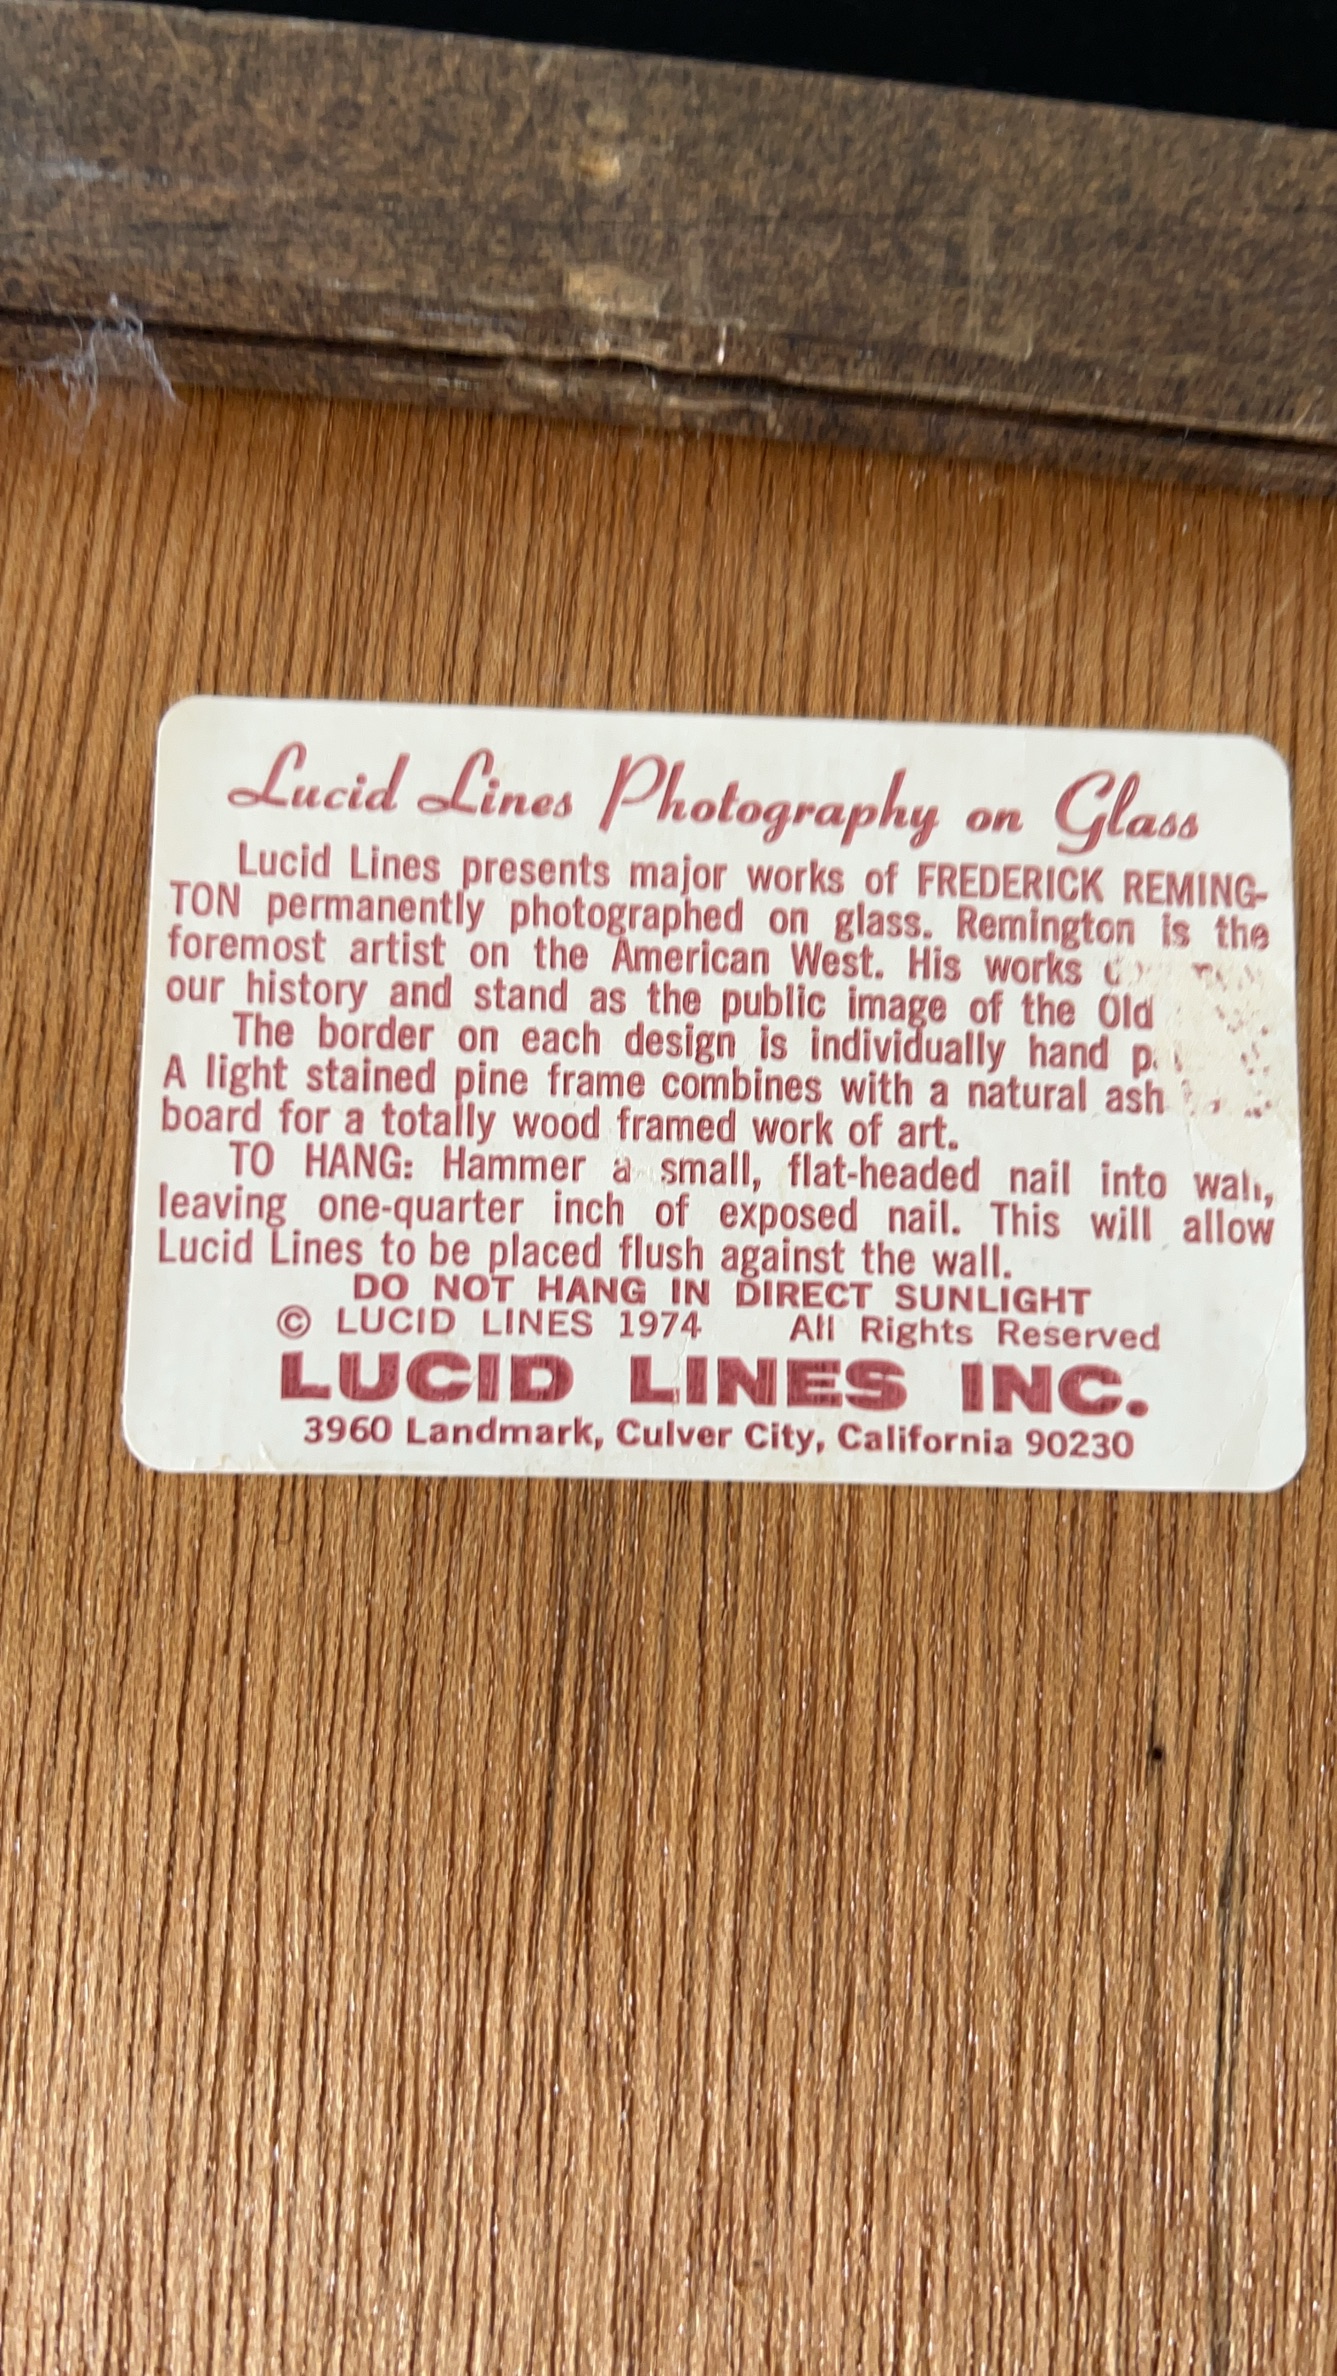 Lucid Lines Photography on Glass
Lucid Lines presents major works of FREDERICK REMING-
TON permanently photographed on glass. Remington is the
foremost artist on the American West. His works
our history and stand as the public image of the Old
The border on each design is individually hand
A light stained pine frame combines with a natural ash
board for a totally wood framed work of art.
TO HANG: Hammer a small, flat-headed nail into wall,
leaving one-quarter inch of exposed nail. This will allow
Lucid Lines to be placed flush against the wall.
DO NOT HANG IN DIRECT SUNLIGHT
© LUCID LINES 1974 All Rights Reserved
LUCID LINES INC.
3960 Landmark, Culver City, California 90230